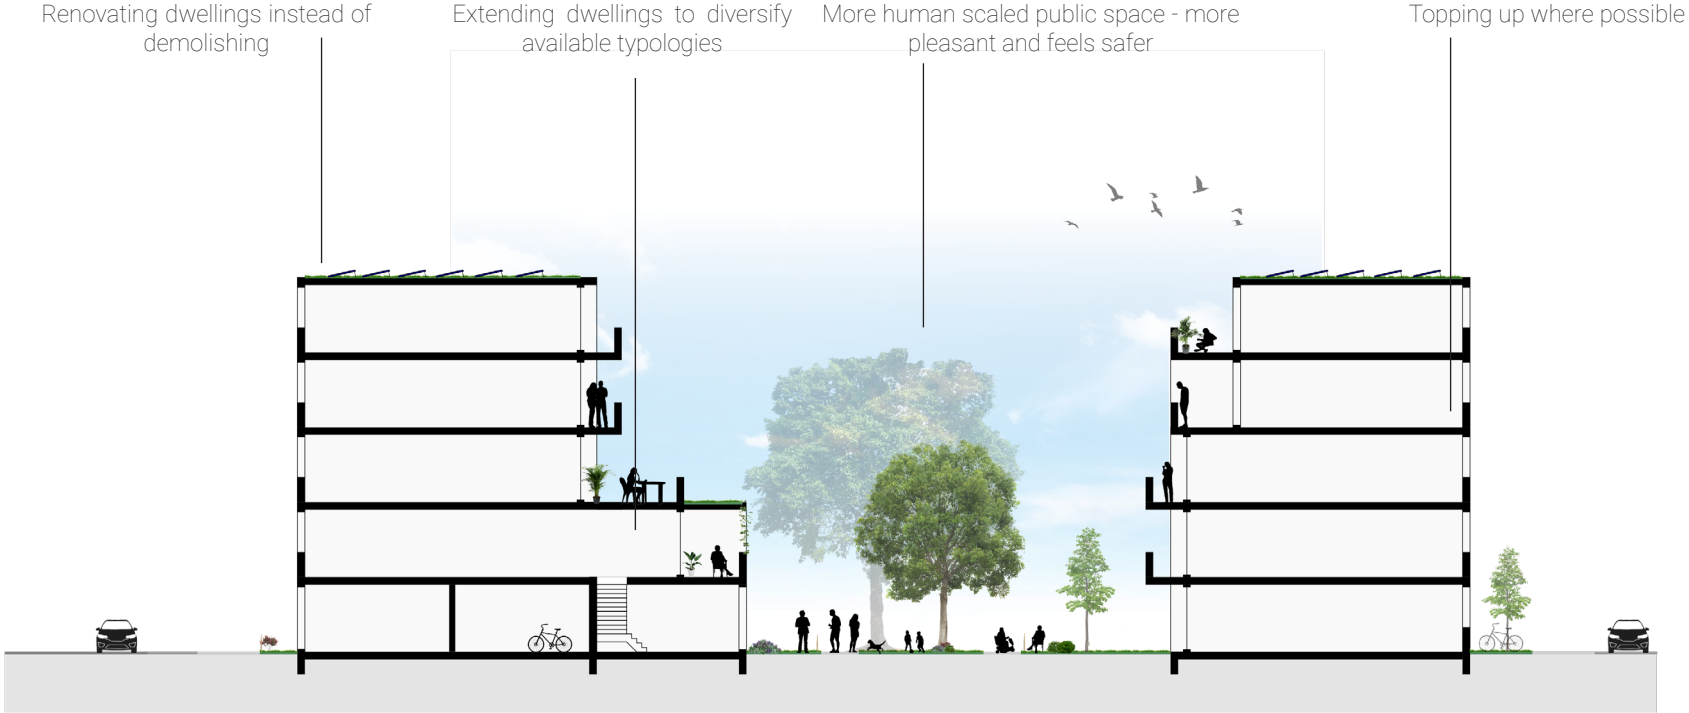 Renovating dwellings instead of
demolishing
Extending dwellings to diversify
available typologies
More human scaled public space - more
pleasant and feels safer
Topping up where possible